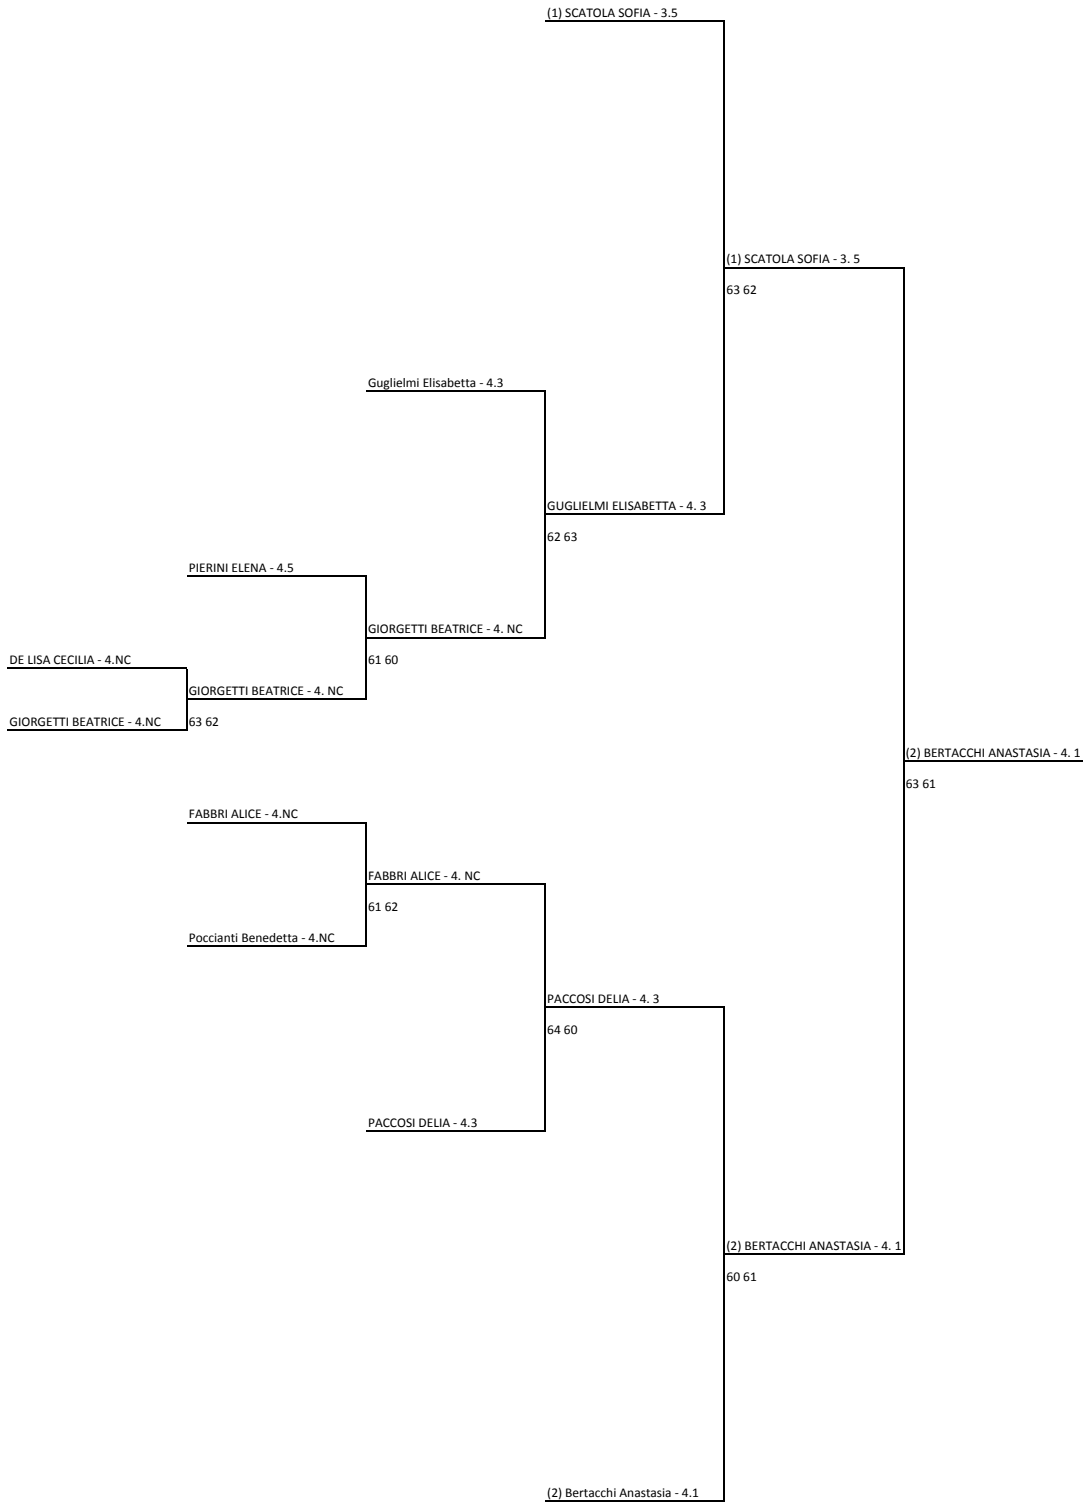 (1) SCATOLA SOFIA - 3.5
(1) SCATOLA SOFIA - 3. 5
63 62
Guglielmi Elisabetta - 4.3
GUGLIELMI ELISABETTA - 4. 3
62 63
PIERINI ELENA - 4.5
GIORGETTI BEATRICE - 4. NC
DE LISA CECILIA - 4.NC
61 60
GIORGETTI BEATRICE - 4. NC
GIORGETTI BEATRICE - 4.NC
63 62
(2) BERTACCHI ANASTASIA - 4. 1
63 61
FABBRI ALICE - 4.NC
FABBRI ALICE - 4. NC
61 62
Poccianti Benedetta - 4.NC
PACCOSI DELIA - 4. 3
64 60
PACCOSI DELIA - 4.3
(2) BERTACCHI ANASTASIA - 4. 1
60 61
(2) Bertacchi Anastasia - 4.1